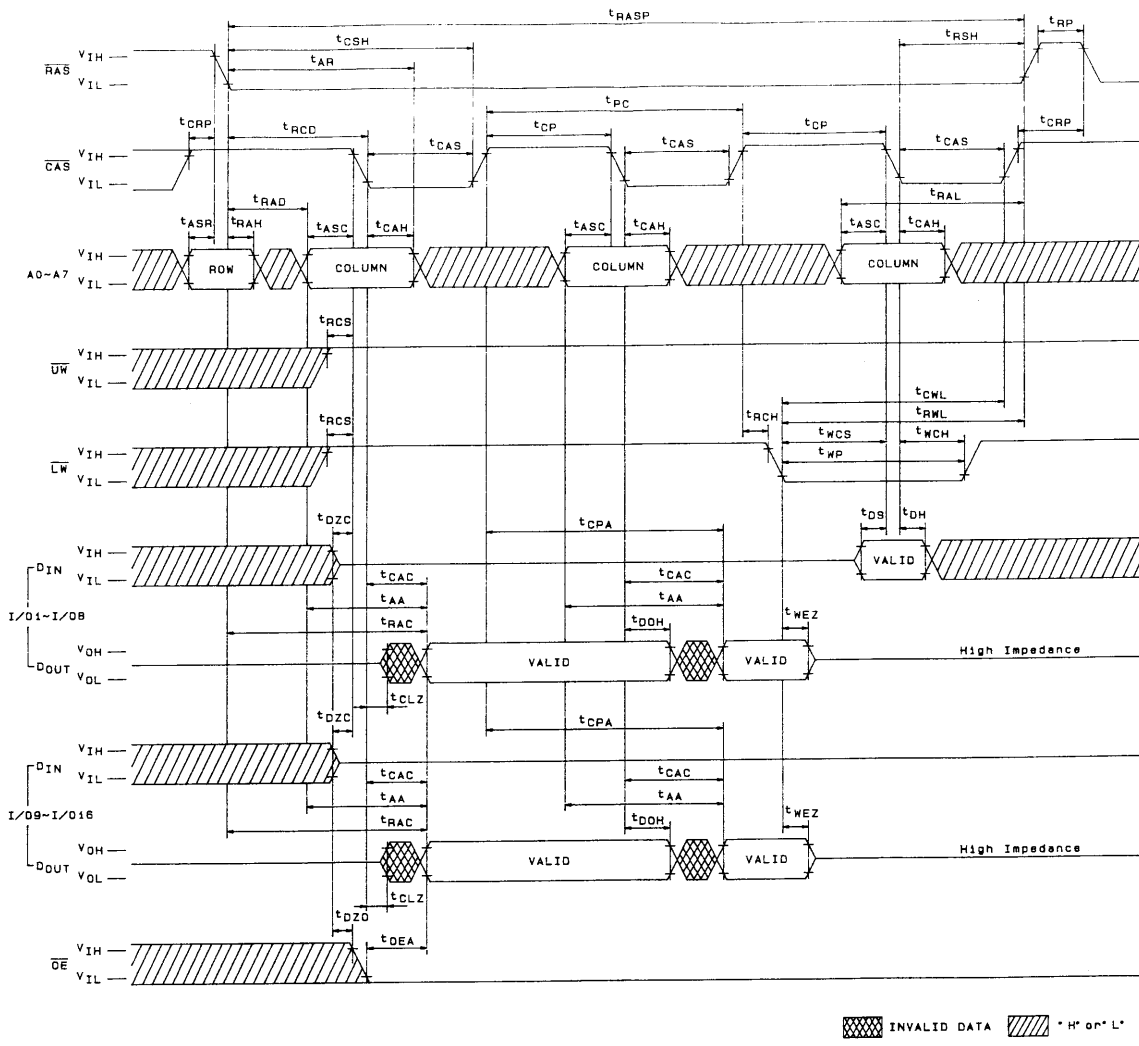 tRASP
tCSH
tRSH
tRP
tAR
RAS
VIH
VIL
tCRP
tRCD
tPC
tCP
tCP
tCRP
tCAS
tCAS
tCAS
CAS
VIH
VIL
tRAD
tRAL
tASR
tRAH
tASC
tCAH
tASC
tCAH
tASC
tCAH
A0~A7
VIH
VIL
ROW
COLUMN
COLUMN
COLUMN
tRCS
UW
VIH
VIL
tCWL
tRWL
tRCS
tRCH
tWCS
tWCH
tWP
LW
VIH
VIL
tDZC
tCPA
tDS
tDH
DIN
VIH
VIL
VALID
I/O1~I/O8
tCAC
tCAC
tAA
tAA
tRAC
tDOH
tWEZ
DOUT
VOH
VOL
VALID
VALID
High Impedance
tCLZ
tDZC
tCPA
DIN
VIH
VIL
I/O9~I/O16
tCAC
tCAC
tAA
tAA
tRAC
tDOH
tWEZ
DOUT
VOH
VOL
VALID
VALID
High Impedance
tCLZ
tDZO
tOEA
OE
VIH
VIL
INVALID DATA
"H" or "L"